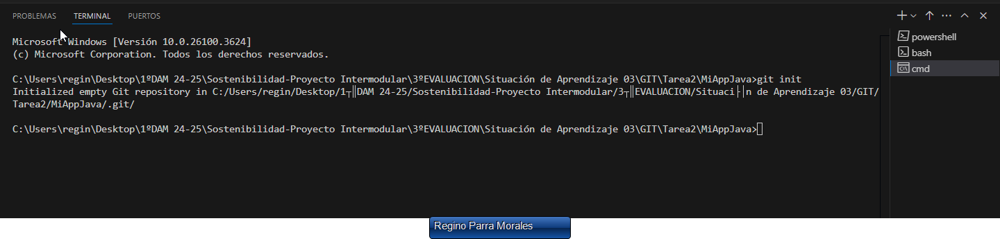 PROBLEMAS TERMINAL PUERTOS
Microsoft Windows [Versión 10.0.26100.3624]
(c) Microsoft Corporation. Todos los derechos reservados.
C:\Users\regin\Desktop\1ºDAM 24-25\Sostenibilidad-Proyecto Intermodular\3ºEVALUACION\Situación de Aprendizaje 03\GIT\Tarea2\MiAppJava>git init
Initialized empty Git repository in C:/Users/regin/Desktop/1┬║DAM 24-25/Sostenibilidad-Proyecto Intermodular/3┬║EVALUACION/Situaci├│n de Aprendizaje 03/GIT/
Tarea2/MiAppJava/.git/
C:\Users\regin\Desktop\1ºDAM 24-25\Sostenibilidad-Proyecto Intermodular\3ºEVALUACION\Situación de Aprendizaje 03\GIT\Tarea2\MiAppJava>
powershell
bash
cmd
Regino Parra Morales